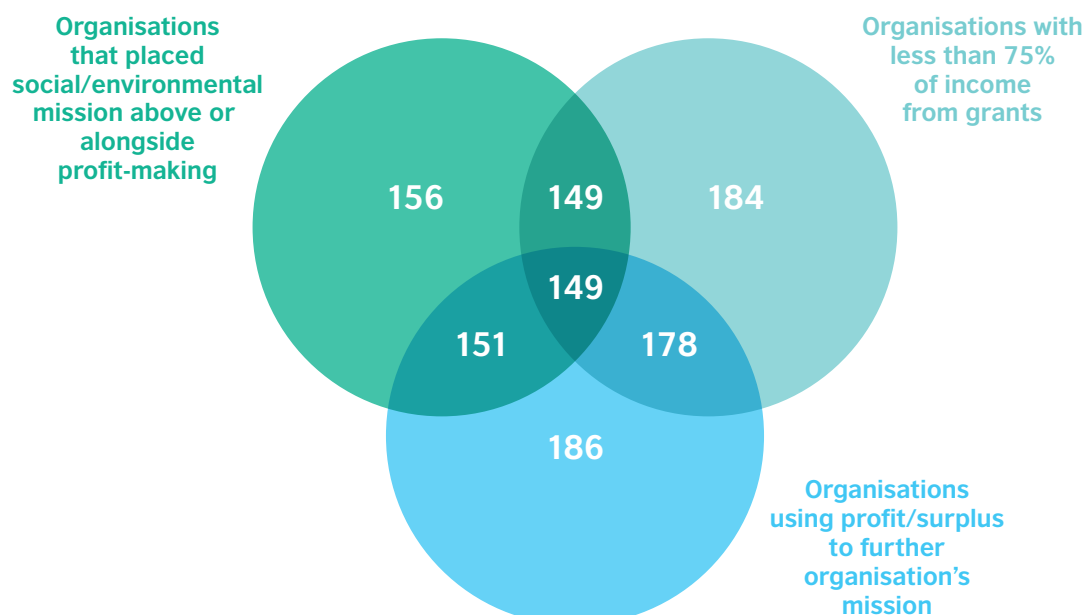 Organisations
that placed
social/environmental
mission above or
alongside
profit-making
Organisations with
less than 75%
of income
from grants
156
149
184
149
151
178
186
Organisations
using profit/surplus
to further
organisation’s
mission